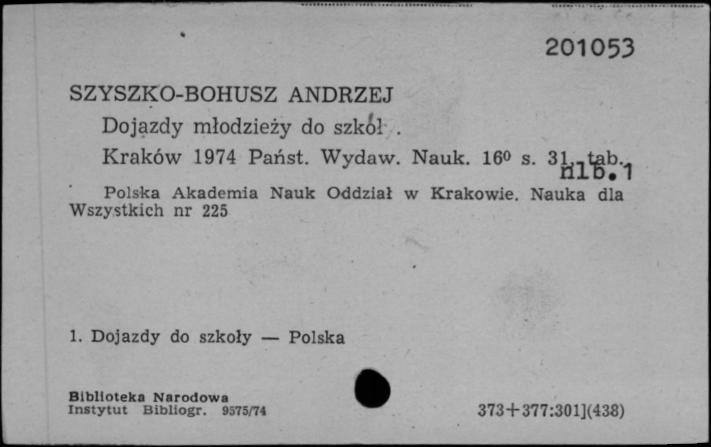 201053
SZYSZKO-BOHUSZ ANDRZEJ
Dojazdy młodzieży do szkół .
Kraków 1974 Państ. Wydaw. Nauk. 16⁰ s. 31, tab.
nlb. 1
Polska Akademia Nauk Oddział w Krakowie. Nauka dla
Wszystkich nr 225
1. Dojazdy do szkoły — Polska
Biblioteka Narodowa
Instytut Bibliogr. 9575/74
373+377:301](438)